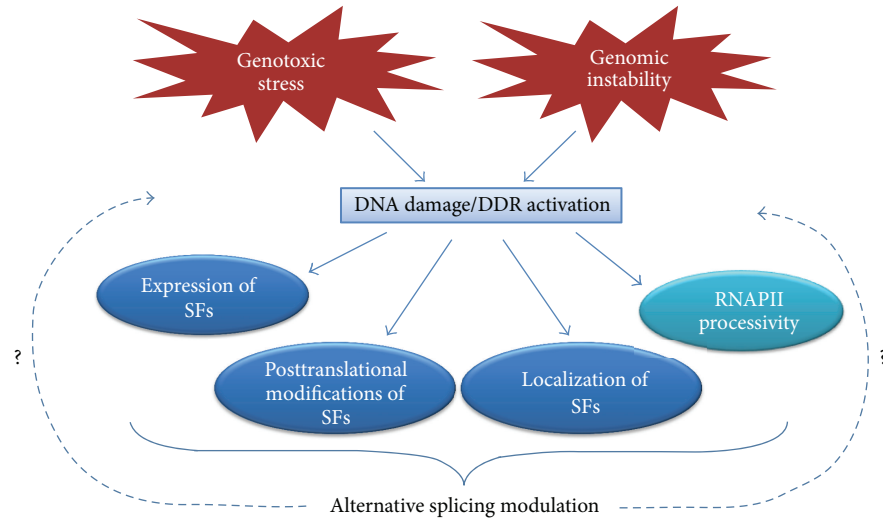 Genotoxic
stress
Genomic
instability
DNA damage/DDR activation
Expression of
SFs
RNAPII
processivity
Posttranslational
modifications of
SFs
Localization of
SFs
?
?
Alternative splicing modulation